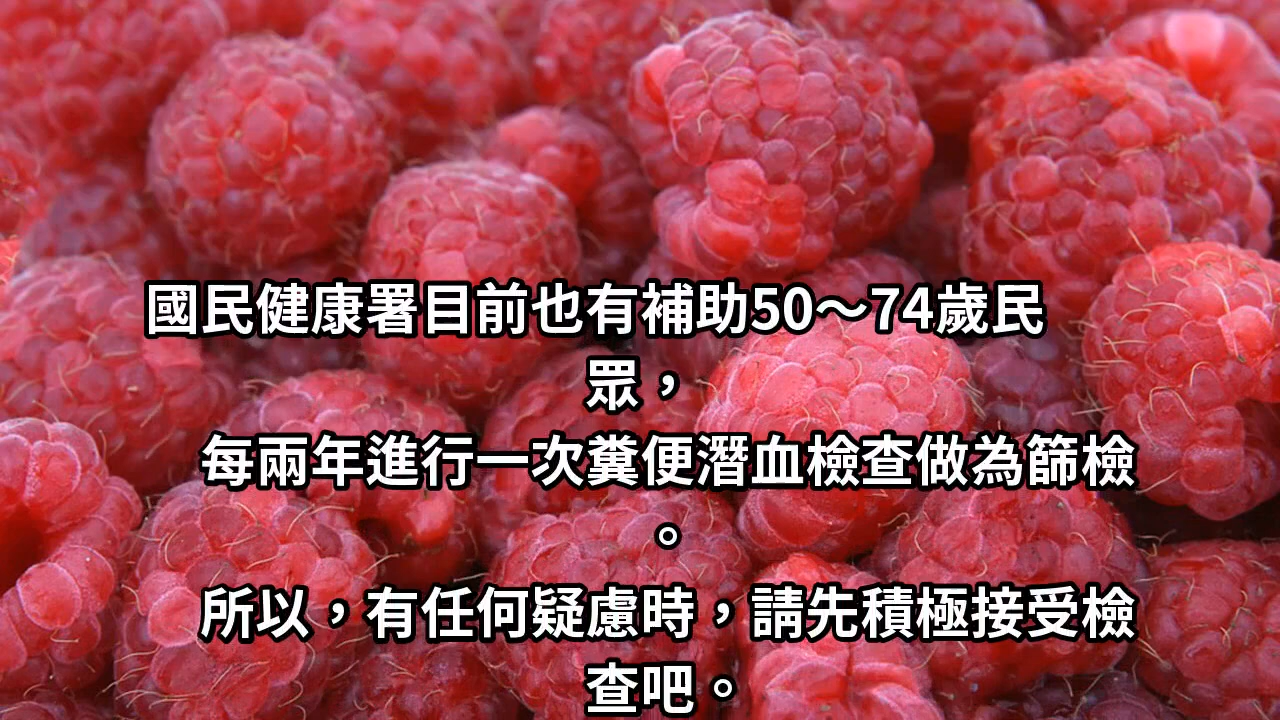 國民健康署目前也有補助50～74歲民
眾，
每兩年進行一次糞便潛血檢查做為篩檢
。
所以，有任何疑慮時，請先積極接受檢
查吧。